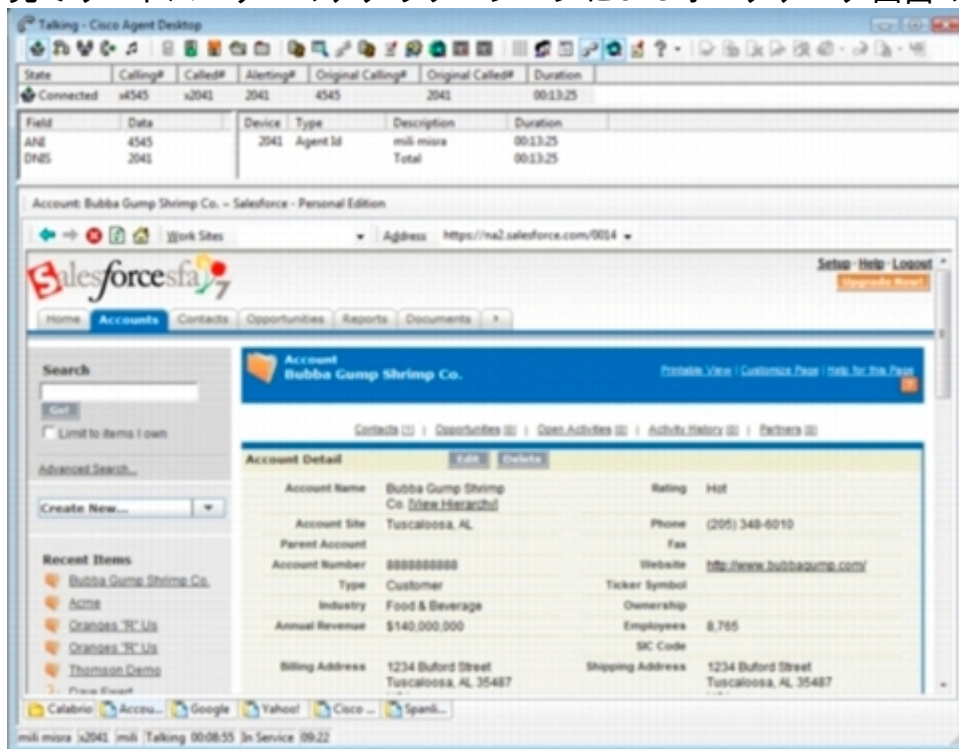 Talking - Cisco Agent Desktop
State Calling# Called# Alerting# Original Calling# Original Called# Duration
Connected x4545 x2041 2041 4545 2041 00:13:25
Field Data Device Type Description Duration
ANI 4545 2041 Agent Id mili misra 00:13:25
DNIS 2041 Total 00:13:25
Account: Bubba Gump Shrimp Co. ~ Salesforce - Personal Edition
Work Sites Address https://na2.salesforce.com/0014
Salesforce sfa 7
Setup · Help · Logout
Upgrade Now!
Home Accounts Contacts Opportunities Reports Documents
Search
Go!
Limit to items I own
Advanced Search...
Create New...
Recent Items
Bubba Gump Shrimp Co.
Acme
Oranges "R" Us
Oranges "R" Us
Thomson Demo
Account
Bubba Gump Shrimp Co.
Printable View | Customize Page | Help for this Page
Contacts | Opportunities | Open Activities | Activity History | Partners
Account Detail Edit Delete
Account Name Bubba Gump Shrimp Co. [View Hierarchy] Rating Hot
Account Site Tuscaloosa, AL Phone (205) 348-6010
Parent Account Fax
Account Number 8888888888 Website http://www.bubbagump.com/
Type Customer Ticker Symbol
Industry Food & Beverage Ownership
Annual Revenue $140,000,000 Employees 8,765
SIC Code
Billing Address 1234 Buford Street Shipping Address 1234 Buford Street
Tuscaloosa, AL 35487 Tuscaloosa, AL 35487
Calabrio Accou... Google Yahoo! Cisco ... Spanli...
mili misra x2041 mili Talking 00:08:55 In Service 09:22